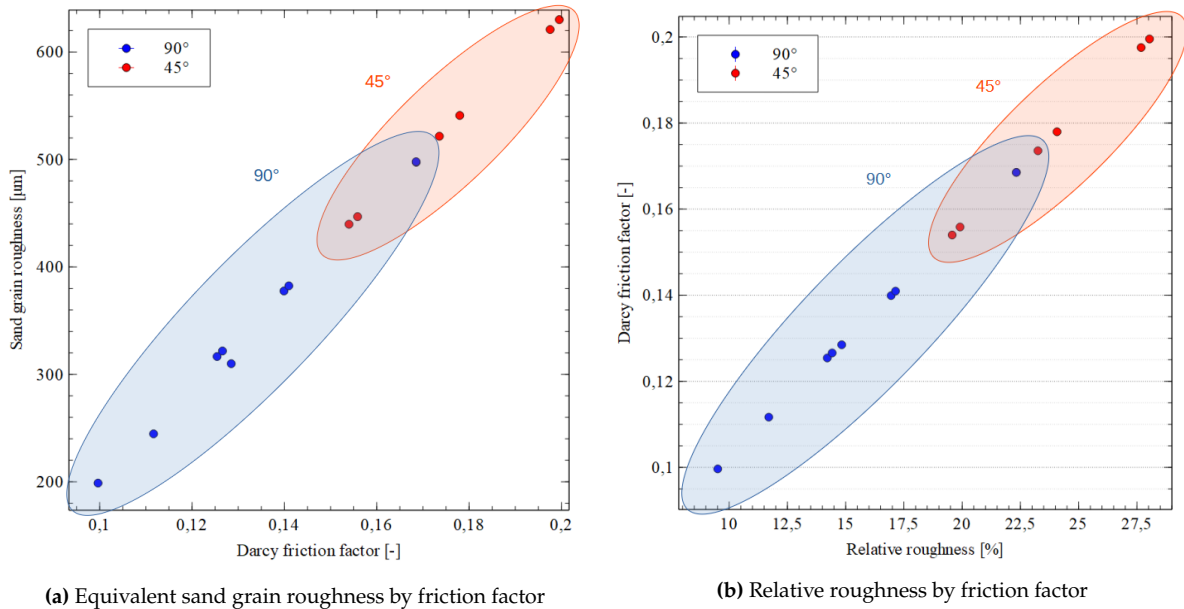 90°
45°
45°
90°
Sand grain roughness [µm]
600
500
400
300
200
0,1 0,12 0,14 0,16 0,18 0,2
Darcy friction factor [-]
(a) Equivalent sand grain roughness by friction factor
90°
45°
45°
90°
Darcy friction factor [-]
0,2
0,18
0,16
0,14
0,12
0,1
10 12,5 15 17,5 20 22,5 25 27,5
Relative roughness [%]
(b) Relative roughness by friction factor